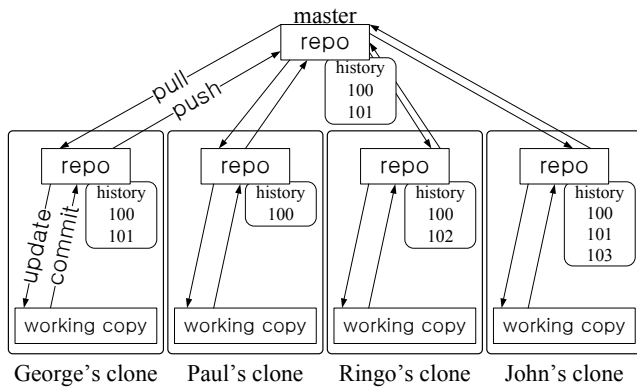 master
repo
history
100
101
pull
push
repo
history
100
101
update
commit
working copy
George's clone
repo
history
100
working copy
Paul's clone
repo
history
100
102
working copy
Ringo's clone
repo
history
100
101
103
working copy
John's clone